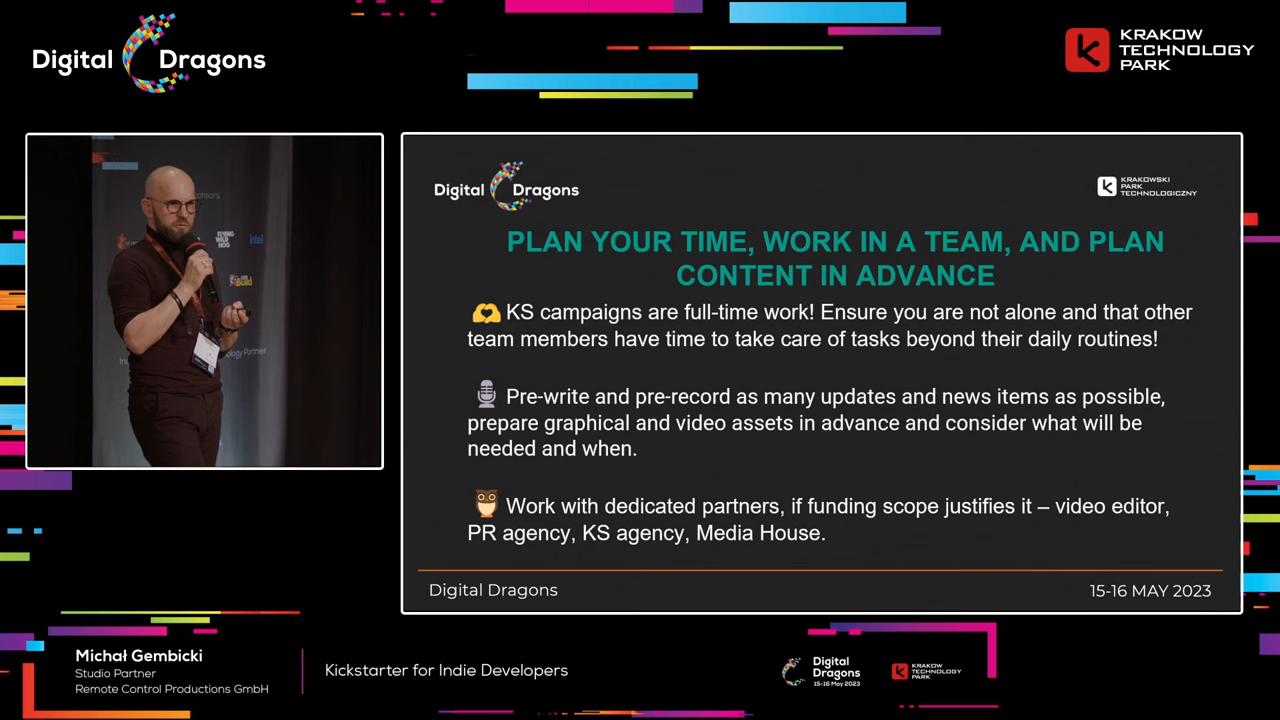 Digital Dragons
KRAKOW
TECHNOLOGY
PARK
Digital Dragons
KRAKOWSKI
PARK
TECHNOLOGICZNY
PLAN YOUR TIME, WORK IN A TEAM, AND PLAN
CONTENT IN ADVANCE
KS campaigns are full-time work! Ensure you are not alone and that other
team members have time to take care of tasks beyond their daily routines!
Pre-write and pre-record as many updates and news items as possible,
prepare graphical and video assets in advance and consider what will be
needed and when.
Work with dedicated partners, if funding scope justifies it – video editor,
PR agency, KS agency, Media House.
Digital Dragons
15-16 MAY 2023
intel
Build
Partner
Michał Gembicki
Studio Partner
Remote Control Productions GmbH
Kickstarter for Indie Developers
Digital
Dragons
15-16 May 2023
KRAKOW
TECHNOLOGY
PARK